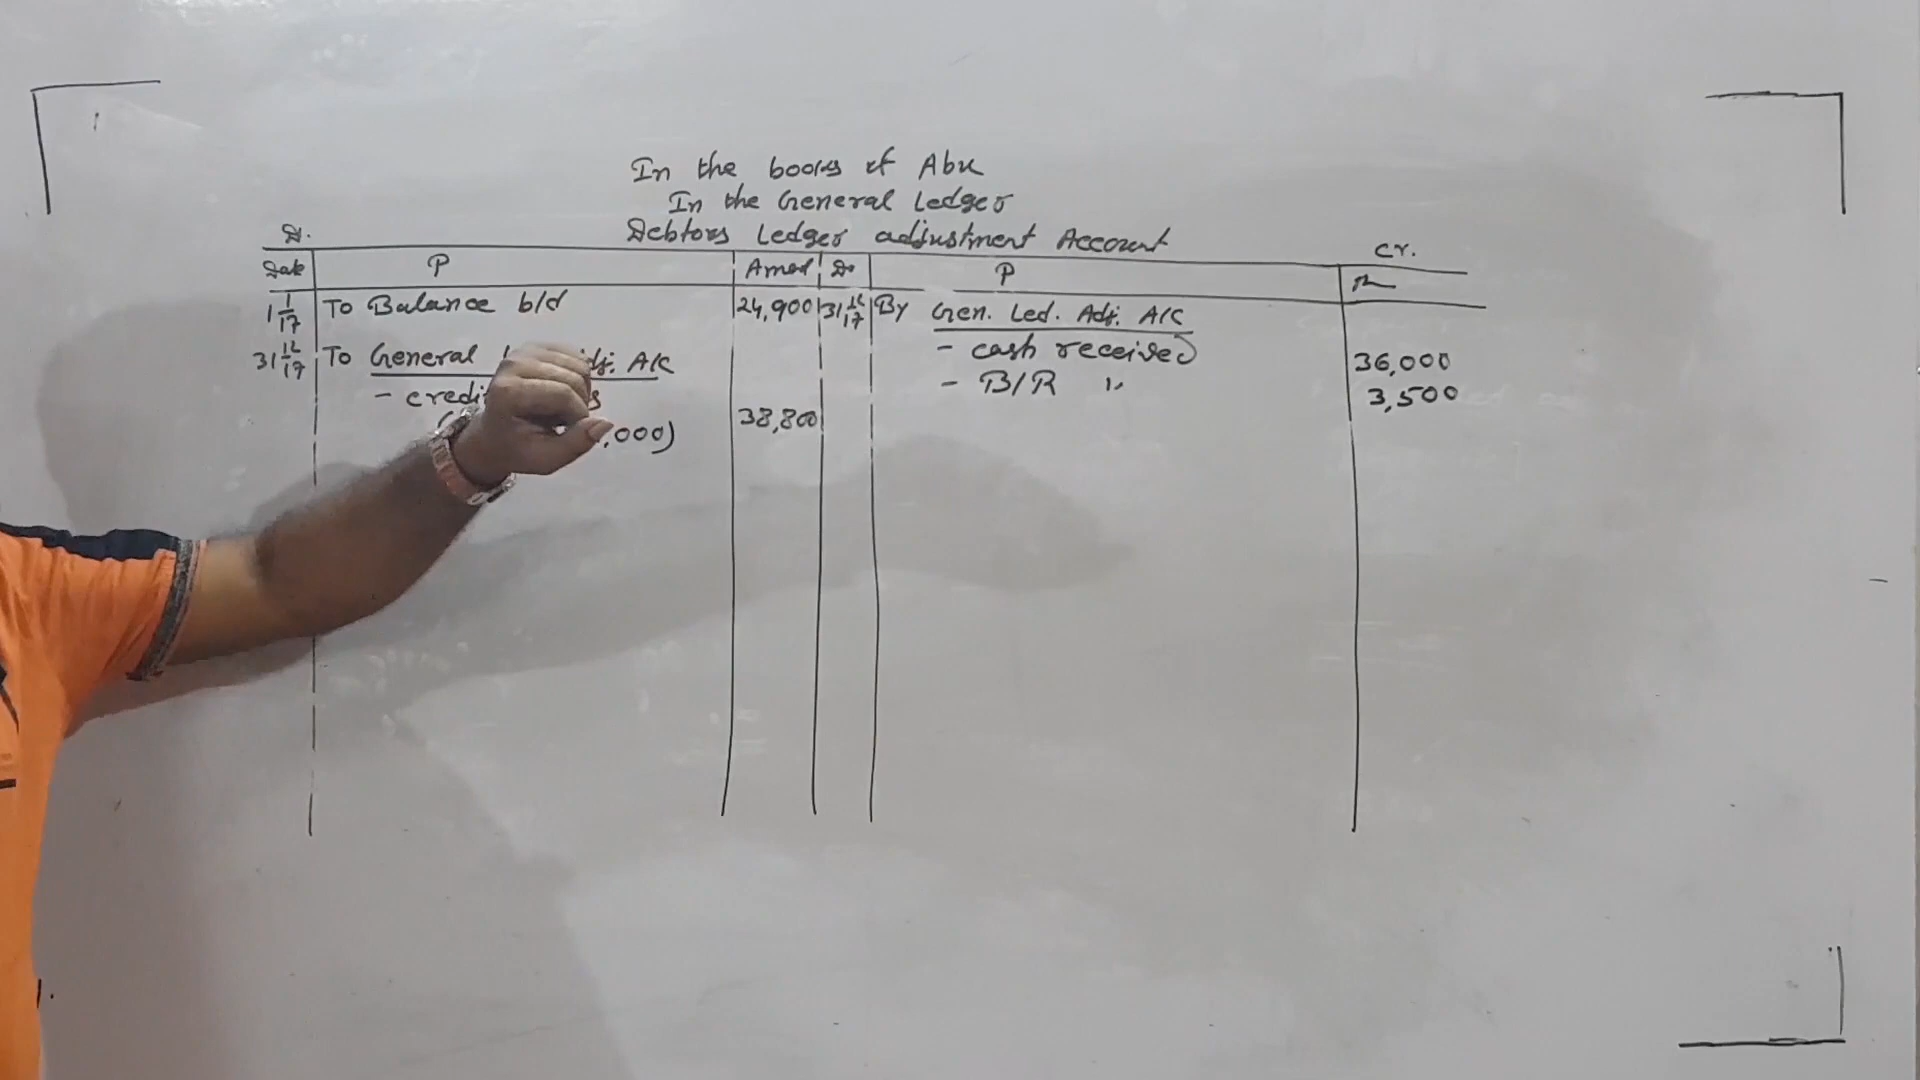 In the books of Abu
In the General Ledger
Debtors Ledger adjustment Account
Dr. Cr.
Date P Amount Da P
1/1/17 To Balance b/d 24,900 31/12/17 By Gen. Led. Adj. A/C
31/12/17 To General Adj. A/C - cash received 36,000
- B/R " 3,500
- credit
,000) 38,800